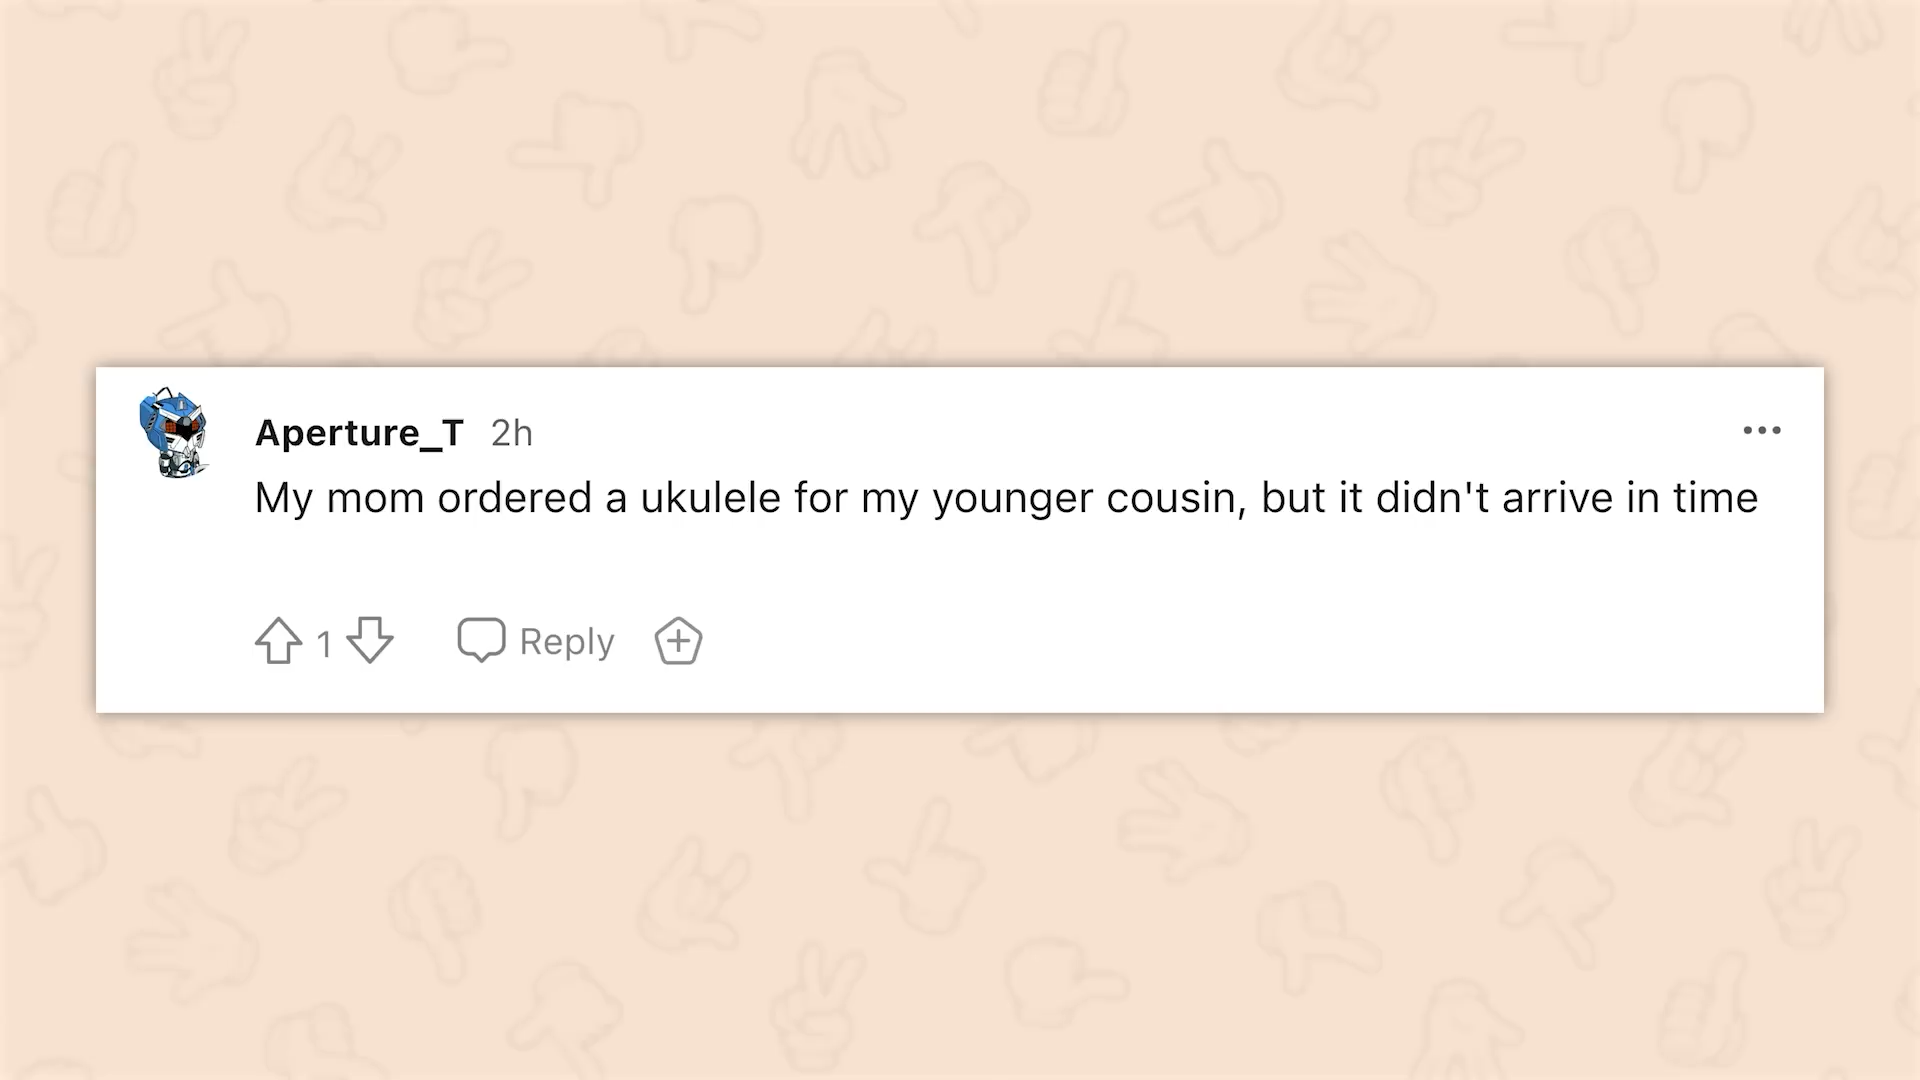 Aperture_T 2h
My mom ordered a ukulele for my younger cousin, but it didn't arrive in time
1 Reply